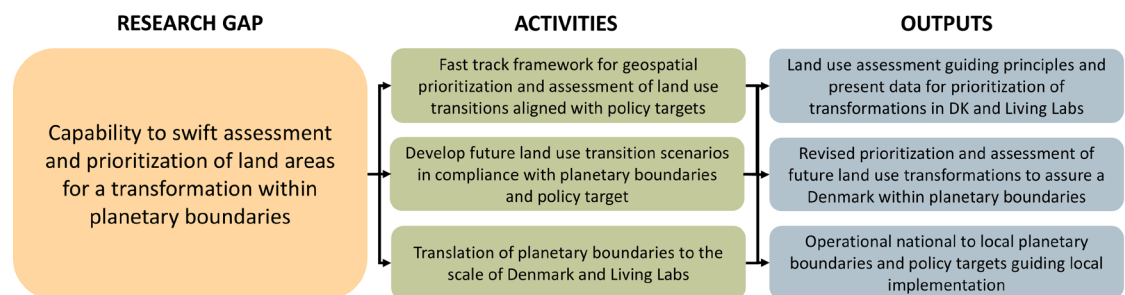 RESEARCH GAP
ACTIVITIES
OUTPUTS
Capability to swift assessment
and prioritization of land areas
for a transformation within
planetary boundaries
Fast track framework for geospatial
prioritization and assessment of land use
transitions aligned with policy targets
Develop future land use transition scenarios
in compliance with planetary boundaries
and policy target
Translation of planetary boundaries to the
scale of Denmark and Living Labs
Land use assessment guiding principles and
present data for prioritization of
transformations in DK and Living Labs
Revised prioritization and assessment of
future land use transformations to assure a
Denmark within planetary boundaries
Operational national to local planetary
boundaries and policy targets guiding local
implementation